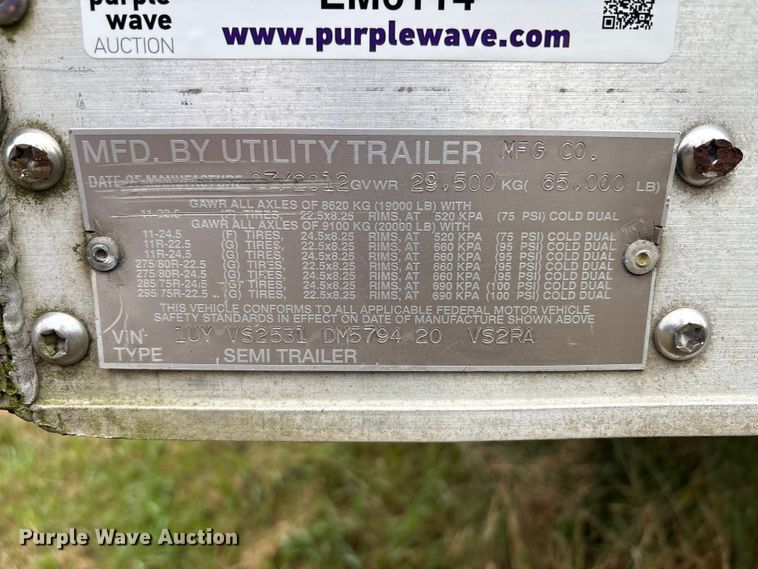 purple
wave
AUCTION
www.purplewave.com
MFD. BY UTILITY TRAILER MFG CO.
DATE OF MANUFACTURE 07/2012 GVWR 29,500 KG( 65,000 LB)
GAWR ALL AXLES OF 8620 KG (19000 LB) WITH
11-22.5 (F) TIRES, 22.5x8.25 RIMS, AT 520 KPA (75 PSI) COLD DUAL
GAWR ALL AXLES OF 9100 KG (20000 LB) WITH
11-24.5 (F) TIRES, 24.5x8.25 RIMS, AT 520 KPA (75 PSI) COLD DUAL
11R-22.5 (G) TIRES, 22.5x8.25 RIMS, AT 660 KPA (95 PSI) COLD DUAL
11R-24.5 (G) TIRES, 24.5x8.25 RIMS, AT 660 KPA (95 PSI) COLD DUAL
275 80R-22.5 (G) TIRES, 22.5x8.25 RIMS, AT 660 KPA (95 PSI) COLD DUAL
275 80R-24.5 (G) TIRES, 24.5x8.25 RIMS, AT 660 KPA (95 PSI) COLD DUAL
285 75R-24.5 (G) TIRES, 24.5x8.25 RIMS, AT 690 KPA (100 PSI) COLD DUAL
295 75R-22.5 (G) TIRES, 22.5x8.25 RIMS, AT 690 KPA (100 PSI) COLD DUAL
THIS VEHICLE CONFORMS TO ALL APPLICABLE FEDERAL MOTOR VEHICLE
SAFETY STANDARDS IN EFFECT ON DATE OF MANUFACTURE SHOWN ABOVE
VIN 1UY VS2531 DM5794 20 VS2RA
TYPE SEMI TRAILER
Purple Wave Auction
Purple Wave Auction